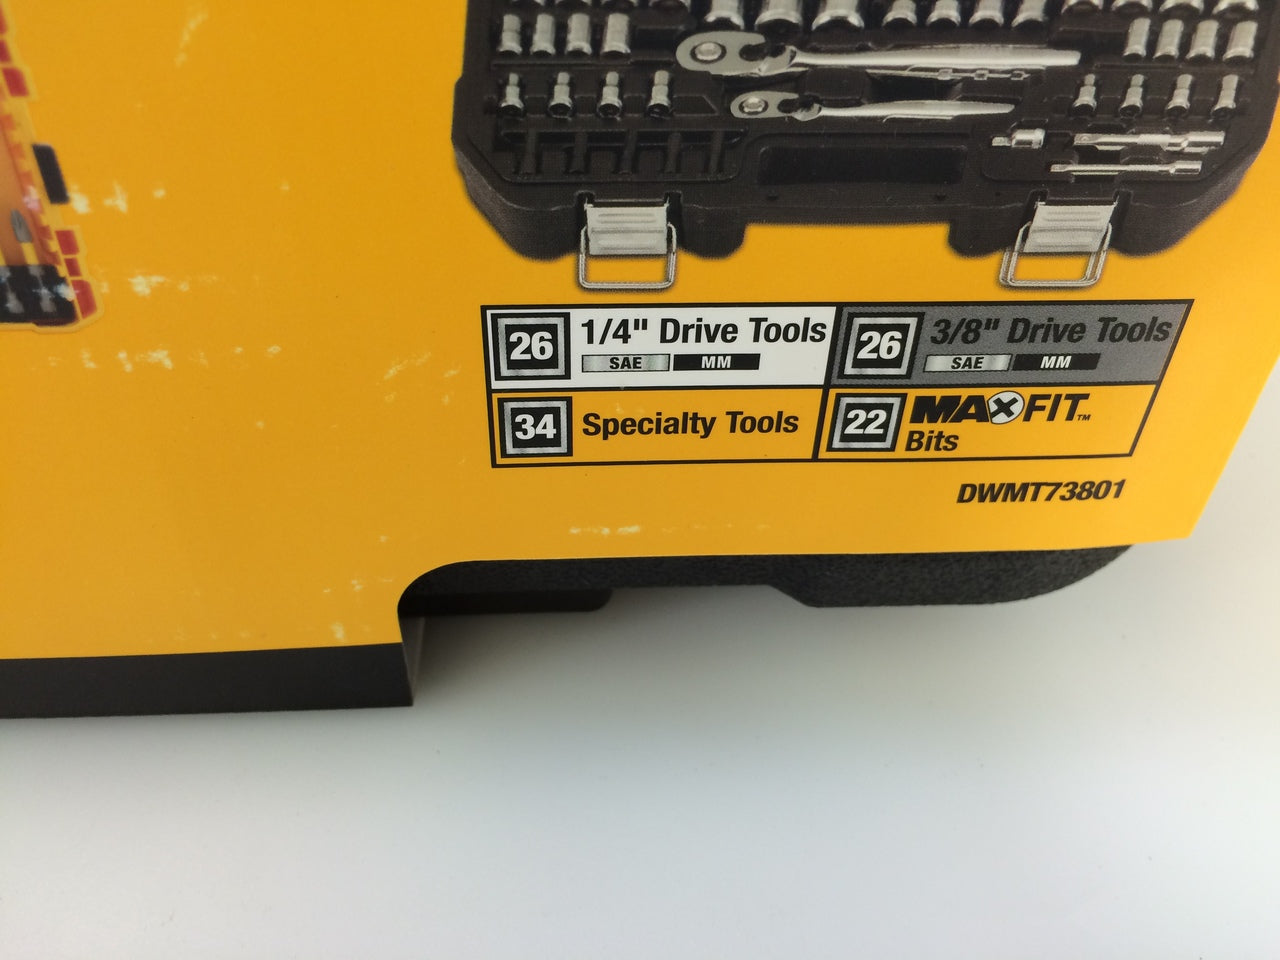 26 1/4" Drive Tools
SAE MM
26 3/8" Drive Tools
SAE MM
34 Specialty Tools
22 MAXFIT™
Bits
DWMT73801